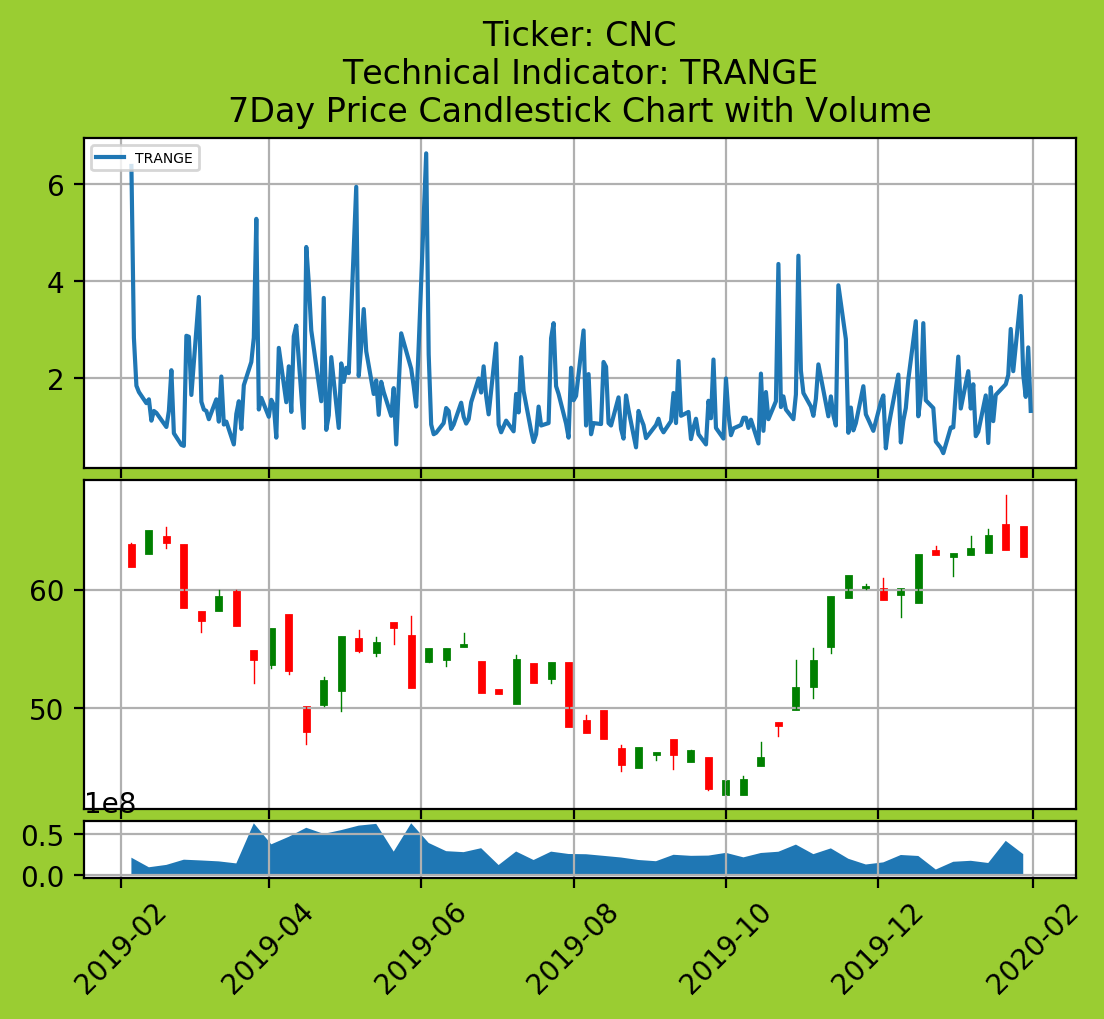 Ticker: CNC
Technical Indicator: TRANGE
7Day Price Candlestick Chart with Volume
TRANGE
6
4
2
60
50
1e8
0.5
0.0
2019-02
2019-04
2019-06
2019-08
2019-10
2019-12
2020-02